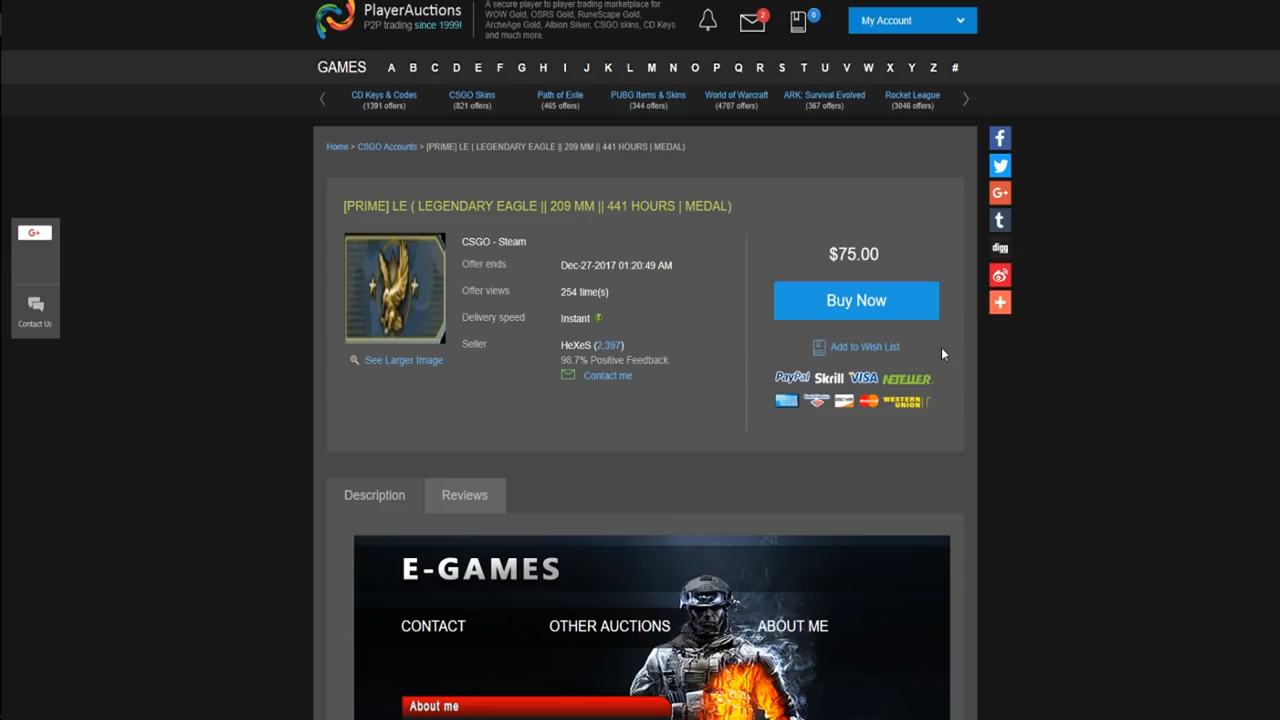 PlayerAuctions
P2P trading since 1999!
A secure player to player trading marketplace for
WOW Gold, OSRS Gold, RuneScape Gold,
ArcheAge Gold, Albion Silver, CSGO skins, CD Keys
and much more.
2
0
My Account
GAMES A B C D E F G H I J K L M N O P Q R S T U V W X Y Z #
CD Keys & Codes
(1391 offers)
CSGO Skins
(821 offers)
Path of Exile
(465 offers)
PUBG Items & Skins
(344 offers)
World of Warcraft
(4707 offers)
ARK: Survival Evolved
(367 offers)
Rocket League
(3046 offers)
Home > CSGO Accounts > [PRIME] LE ( LEGENDARY EAGLE || 209 MM || 441 HOURS | MEDAL)
[PRIME] LE ( LEGENDARY EAGLE || 209 MM || 441 HOURS | MEDAL)
CSGO - Steam
Offer ends Dec-27-2017 01:20:49 AM
Offer views 254 time(s)
Delivery speed Instant
Seller HeXeS (2,397)
98.7% Positive Feedback
Contact me
See Larger Image
$75.00
Buy Now
Add to Wish List
PayPal Skrill VISA NETELLER
DISCOVER MasterCard WESTERN UNION
G+
Contact Us
f
G+
t
digg
+
Description Reviews
E-GAMES
CONTACT OTHER AUCTIONS ABOUT ME
About me